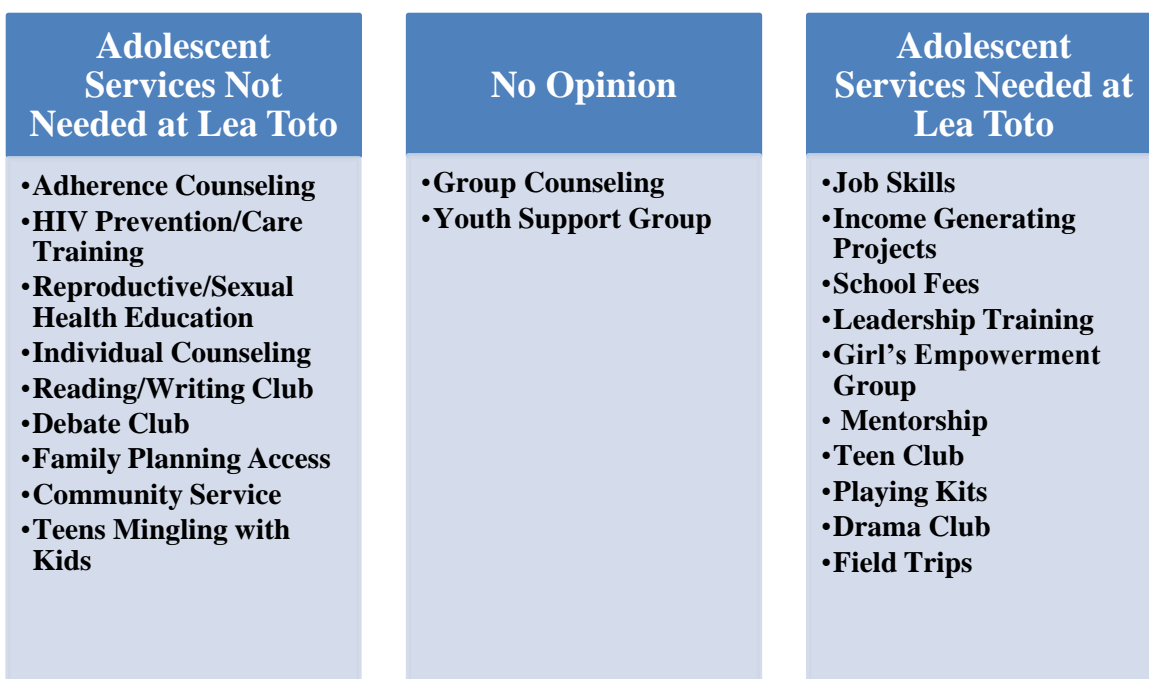 Adolescent
Services Not
Needed at Lea Toto
•Adherence Counseling
•HIV Prevention/Care
Training
•Reproductive/Sexual
Health Education
•Individual Counseling
•Reading/Writing Club
•Debate Club
•Family Planning Access
•Community Service
•Teens Mingling with
Kids
No Opinion
•Group Counseling
•Youth Support Group
Adolescent
Services Needed at
Lea Toto
•Job Skills
•Income Generating
Projects
•School Fees
•Leadership Training
•Girl’s Empowerment
Group
• Mentorship
•Teen Club
•Playing Kits
•Drama Club
•Field Trips